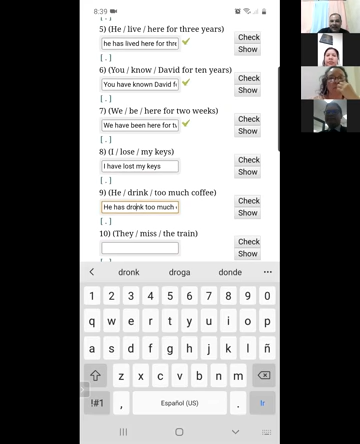 8:39
5) (He / live / here for three years)
he has lived here for thre
Check
Show
[ . ]
6) (You / know / David for ten years)
You have known David f
Check
Show
[ . ]
7) (We / be / here for two weeks)
We have been here for tw
Check
Show
[ . ]
8) (I / lose / my keys)
I have lost my keys
Check
Show
[ . ]
9) (He / drink / too much coffee)
He has dronk too much
Check
Show
[ . ]
10) (They / miss / the train)
Check
Show
dronk droga donde
1 2 3 4 5 6 7 8 9 0
q w e r t y u i o p
a s d f g h j k l ñ
z x c v b n m
!#1 , Español (US) . Ir